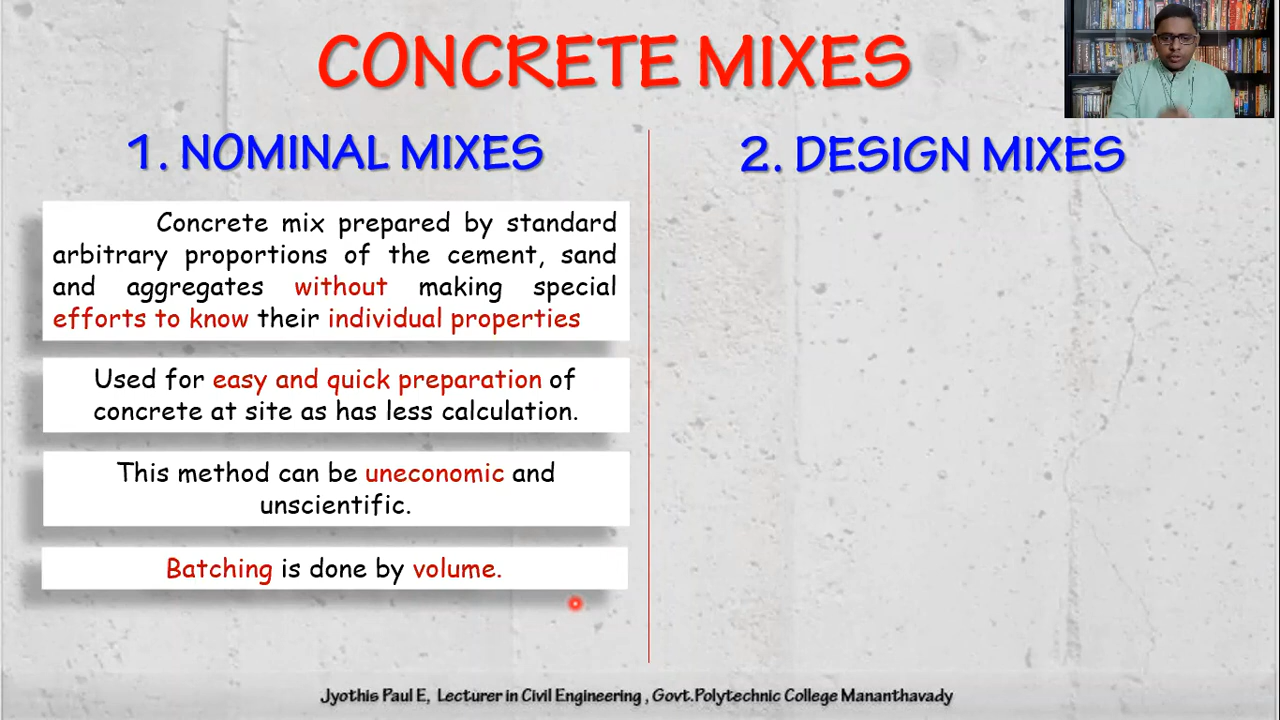 CONCRETE MIXES
1. NOMINAL MIXES
Concrete mix prepared by standard
arbitrary proportions of the cement, sand
and aggregates without making special
efforts to know their individual properties
Used for easy and quick preparation of
concrete at site as has less calculation.
This method can be uneconomic and
unscientific.
Batching is done by volume.
2. DESIGN MIXES
Jyothis Paul E, Lecturer in Civil Engineering , Govt.Polytechnic College Mananthavady